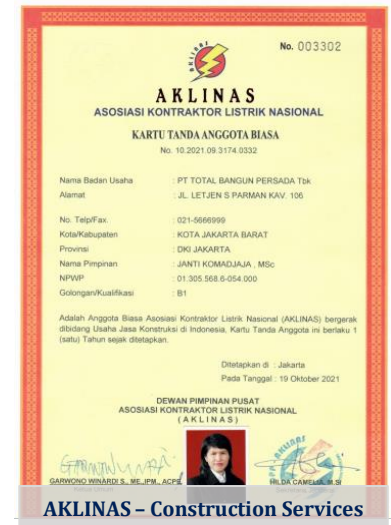 No. 003302
AKLINAS
AKLINAS
ASOSIASI KONTRAKTOR LISTRIK NASIONAL
KARTU TANDA ANGGOTA BIASA
No. 10.2021.09.3174.0332
Nama Badan Usaha : PT TOTAL BANGUN PERSADA Tbk
Alamat : JL. LETJEN S PARMAN KAV. 106
No. Telp/Fax. : 021-5666999
Kota/Kabupaten : KOTA JAKARTA BARAT
Provinsi : DKI JAKARTA
Nama Pimpinan : JANTI KOMADJAJA , MSc
NPWP : 01.305.568.6-054.000
Golongan/Kualifikasi : B1
Adalah Anggota Biasa Asosiasi Kontraktor Listrik Nasional (AKLINAS) bergerak
dibidang Usaha Jasa Konstruksi di Indonesia, Kartu Tanda Anggota ini berlaku 1
(satu) Tahun sejak ditetapkan.
Ditetapkan di : Jakarta
Pada Tanggal : 19 Oktober 2021
DEWAN PIMPINAN PUSAT
ASOSIASI KONTRAKTOR LISTRIK NASIONAL
( A K L I N A S )
GARWONO WINARDI S., ME.,IPM., ACPE
HILDA CAMELIA, M.Si
AKLINAS – Construction Services